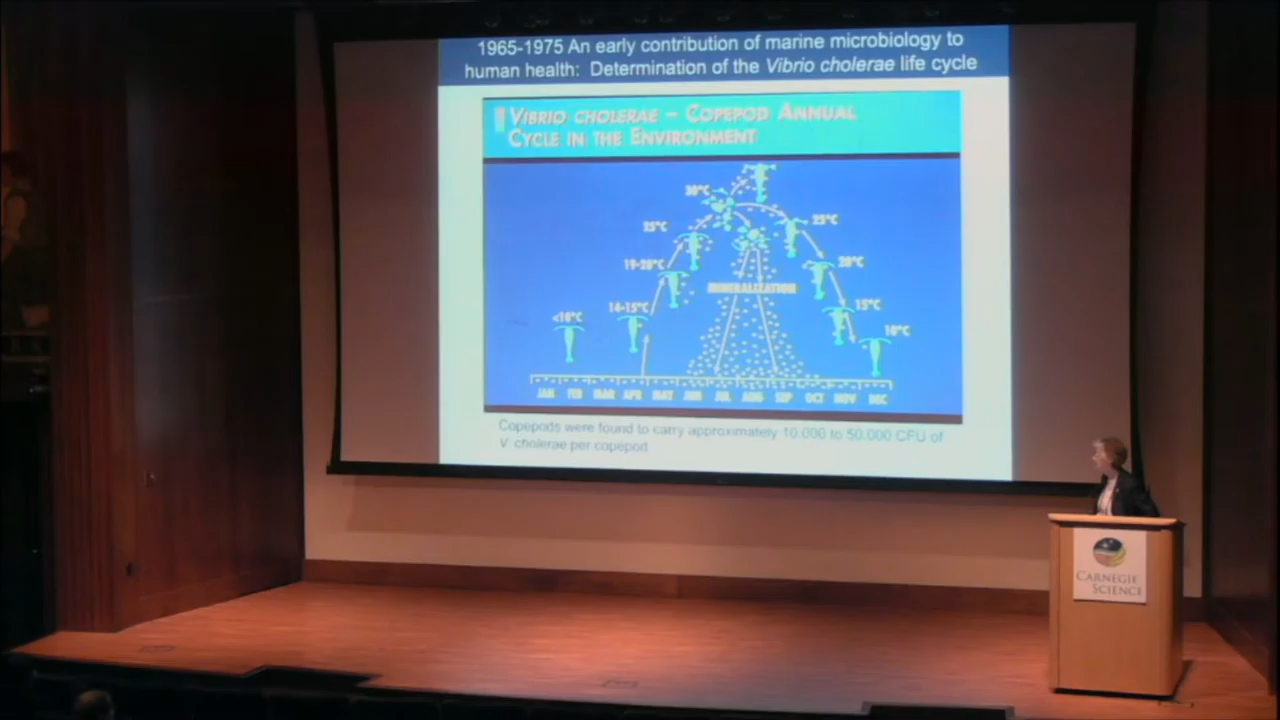 1965-1975 An early contribution of marine microbiology to
human health: Determination of the Vibrio cholerae life cycle
VIBRIO CHOLERAE – COPEPOD ANNUAL
CYCLE IN THE ENVIRONMENT
30°C
25°C
25°C
19-20°C
20°C
MINERALIZATION
<10°C
14-15°C
15°C
10°C
JAN FEB MAR APR MAY JUN JUL AUG SEP OCT NOV DEC
Copepods were found to carry approximately 10,000 to 50,000 CFU of
V. cholerae per copepod
CARNEGIE
SCIENCE